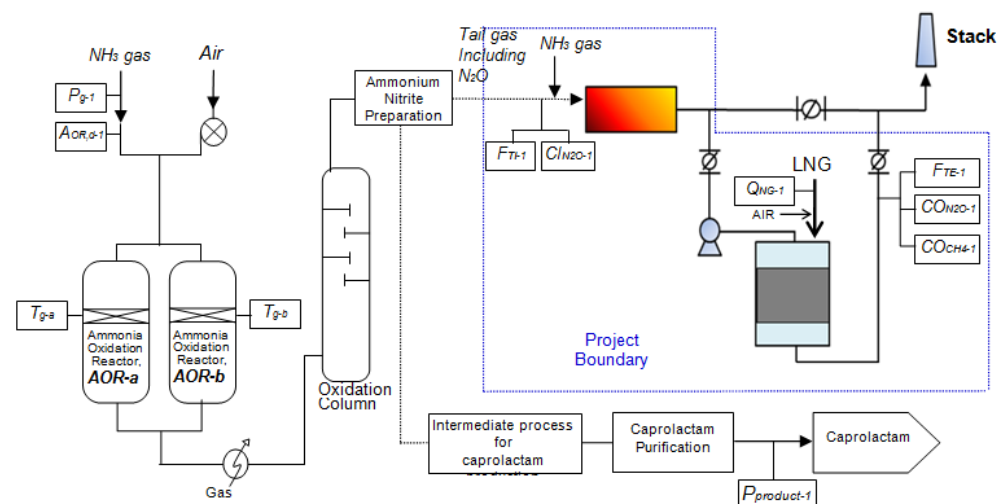 NH3 gas
Air
Pg-1
AOR,d-1
Tg-a
Tg-b
Ammonia
Oxidation
Reactor,
AOR-a
Ammonia
Oxidation
Reactor,
AOR-b
Gas
Oxidation
Column
Ammonium
Nitrite
Preparation
Tail gas
Including
N2O
NH3 gas
FTI-1
CIN2O-1
Stack
LNG
QNG-1
AIR
FTE-1
CON2O-1
COCH4-1
Project
Boundary
Intermediate process
for
caprolactam
production
Caprolactam
Purification
Caprolactam
Pproduct-1